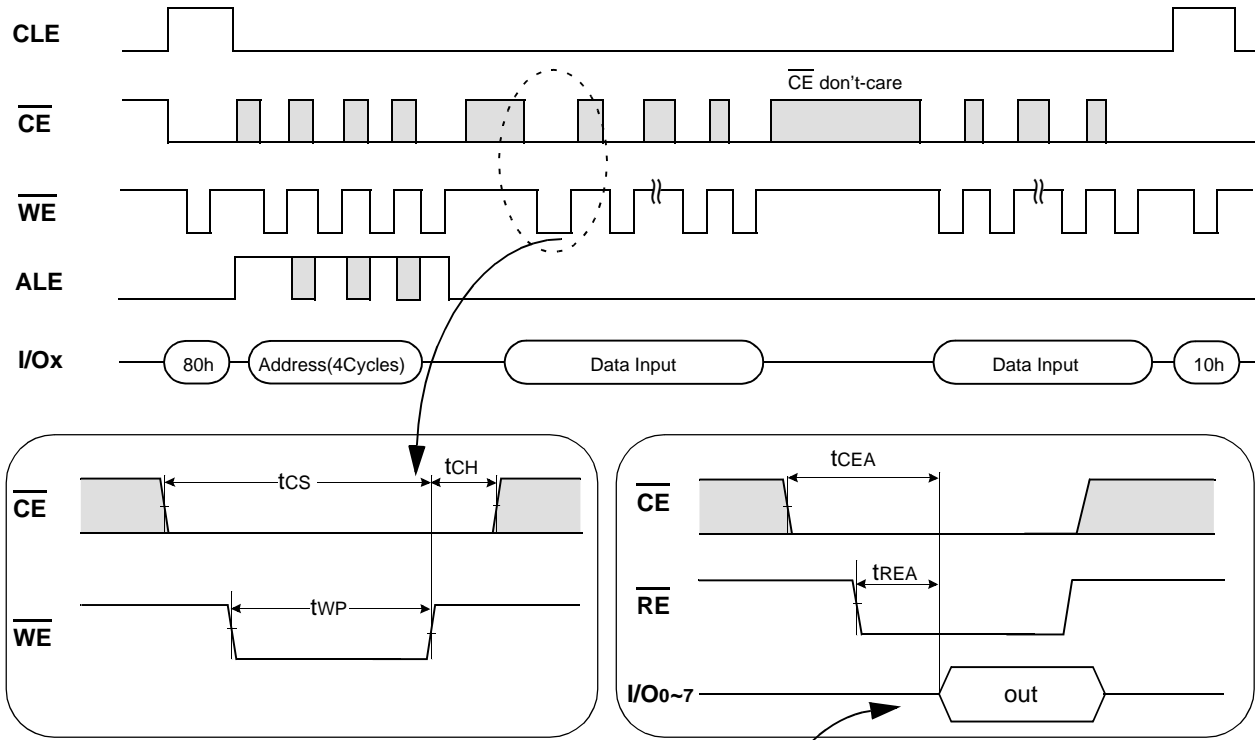 CLE
CE don't-care
CE
WE
ALE
I/Ox
80h
Address(4Cycles)
Data Input
Data Input
10h
CE
tCS
tCH
WE
tWP
CE
tCEA
RE
tREA
I/O0~7
out